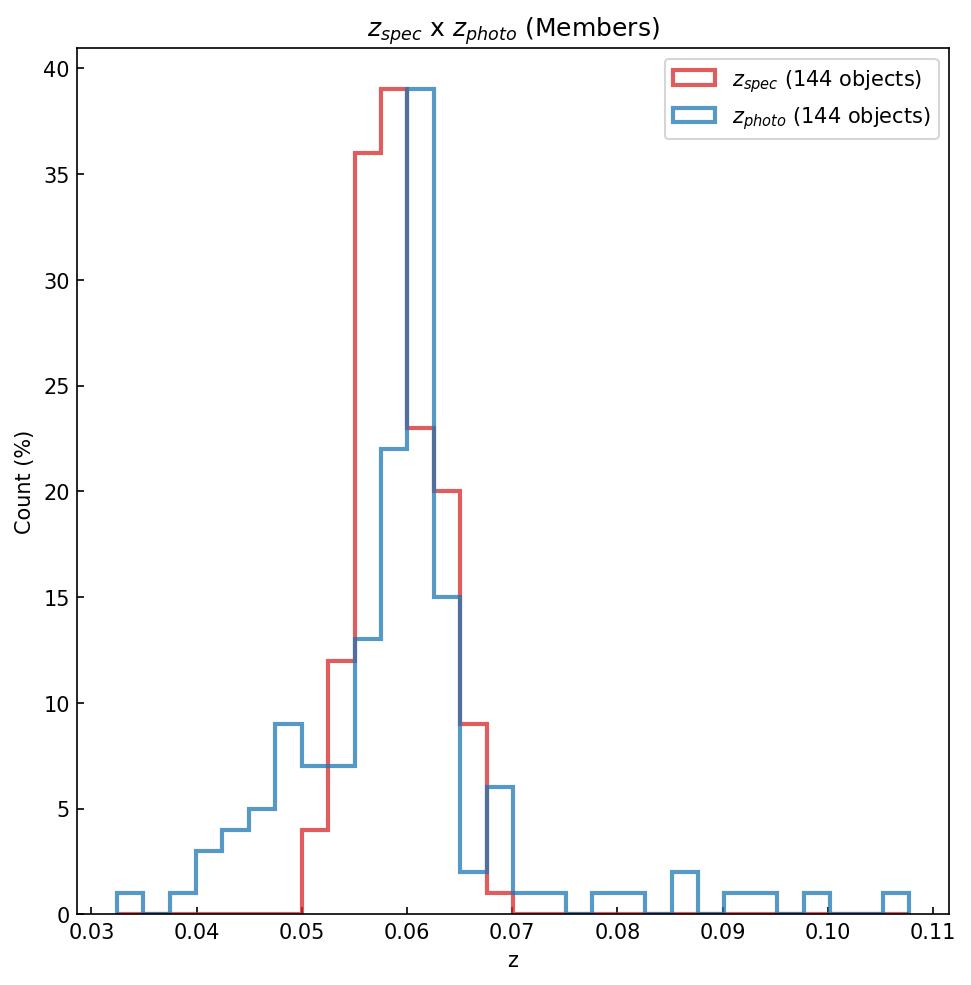 z_spec x z_photo (Members)
z_spec (144 objects)
z_photo (144 objects)
40
35
30
25
20
15
10
5
0
Count (%)
0.03 0.04 0.05 0.06 0.07 0.08 0.09 0.10 0.11
z